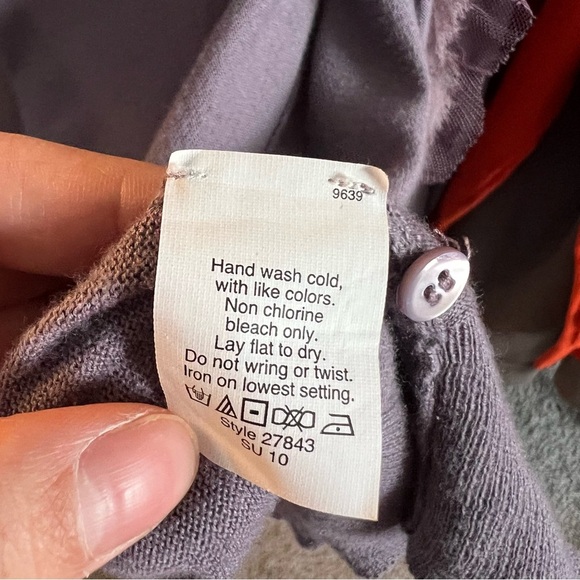 9639
Hand wash cold,
with like colors.
Non chlorine
bleach only.
Lay flat to dry.
Do not wring or twist.
Iron on lowest setting.
Style 27843
SU 10